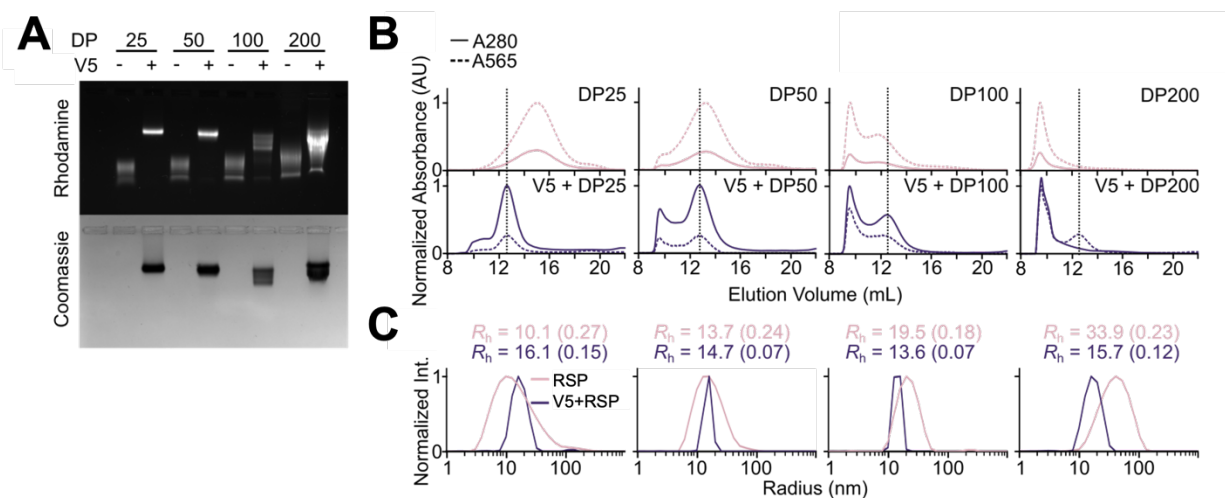 A
DP 25 50 100 200
V5 - + - + - + - +
Rhodamine
Coomassie
B
A280
A565
Normalized Absorbance (AU)
DP25 DP50 DP100 DP200
1
0
V5 + DP25 V5 + DP50 V5 + DP100 V5 + DP200
1
0
8 12 16 20 8 12 16 20 8 12 16 20 8 12 16 20
Elution Volume (mL)
C
Rh = 10.1 (0.27) Rh = 13.7 (0.24) Rh = 19.5 (0.18) Rh = 33.9 (0.23)
Rh = 16.1 (0.15) Rh = 14.7 (0.07) Rh = 13.6 (0.07 Rh = 15.7 (0.12)
Normalized Int.
1
RSP
V5+RSP
0
1 10 100 1 10 100 1 10 100 1 10 100
Radius (nm)